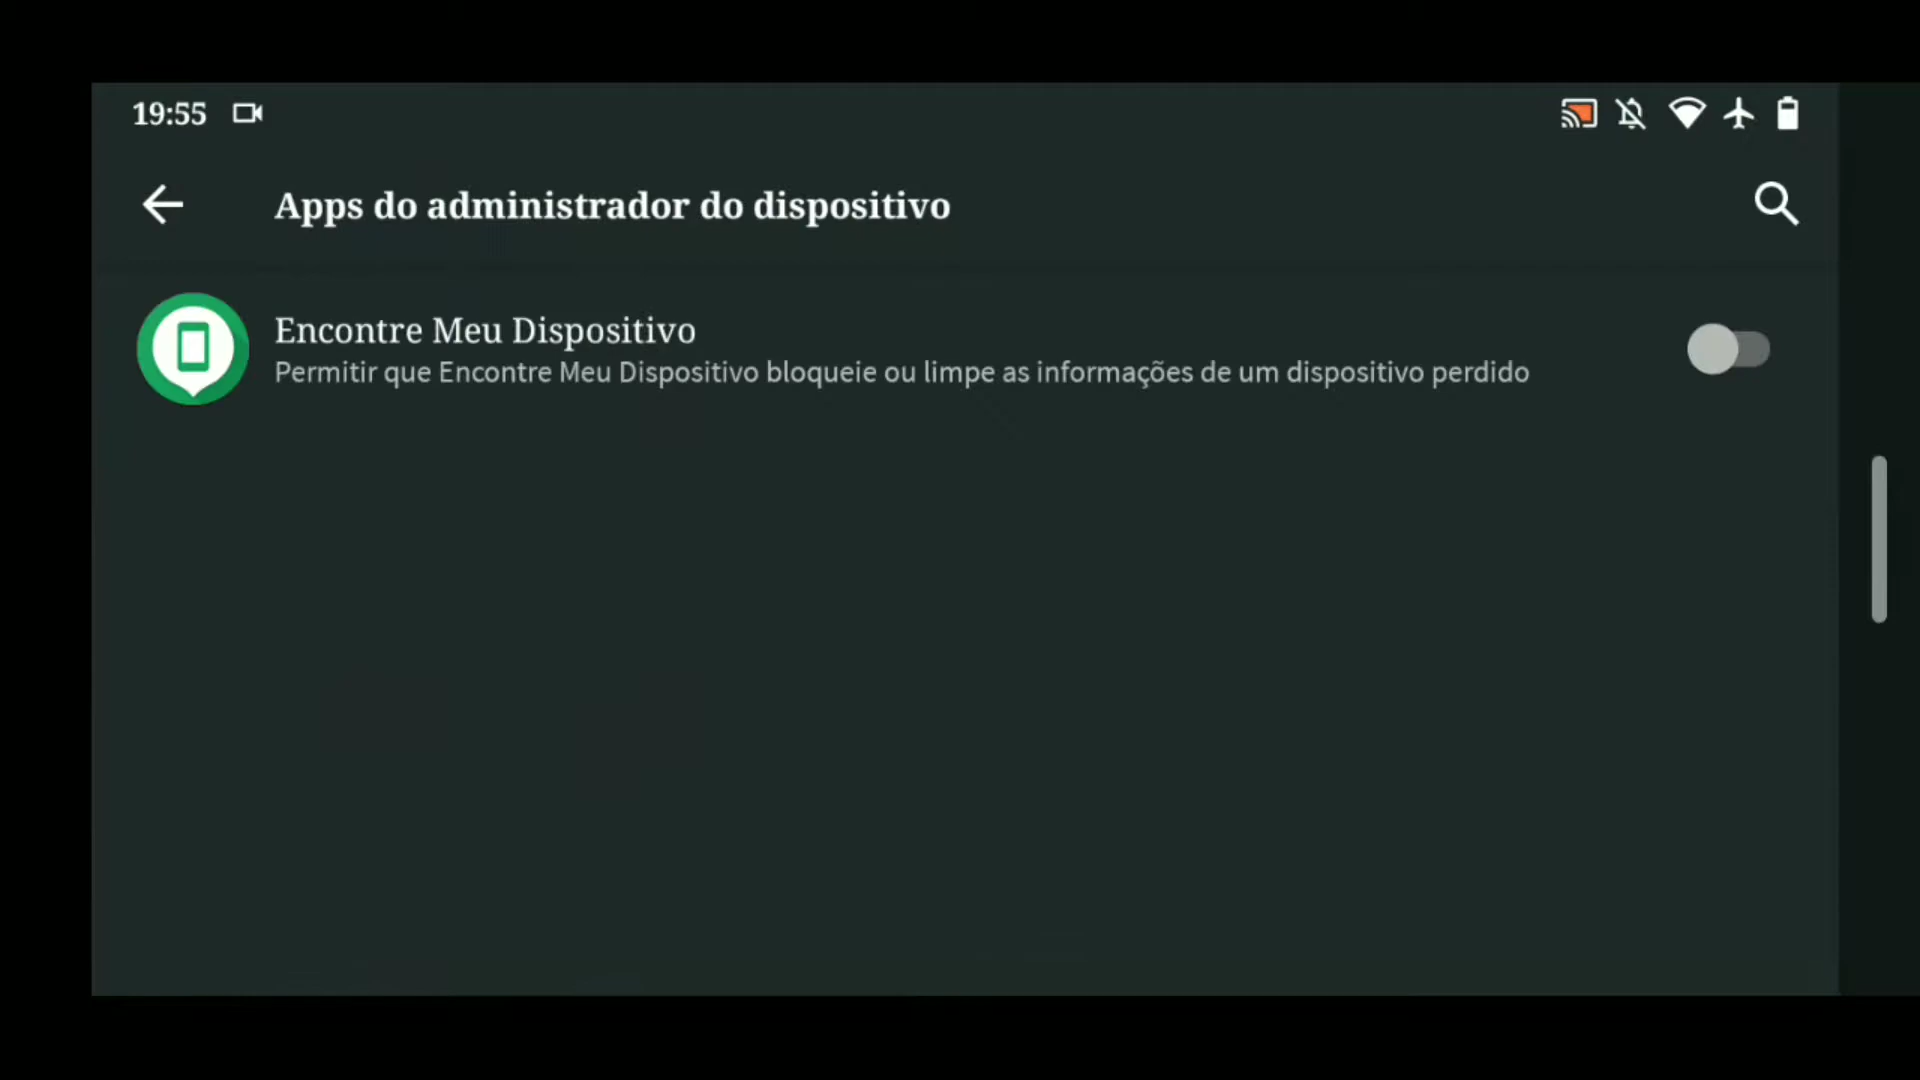 19:55
Apps do administrador do dispositivo
Encontre Meu Dispositivo
Permitir que Encontre Meu Dispositivo bloqueie ou limpe as informações de um dispositivo perdido